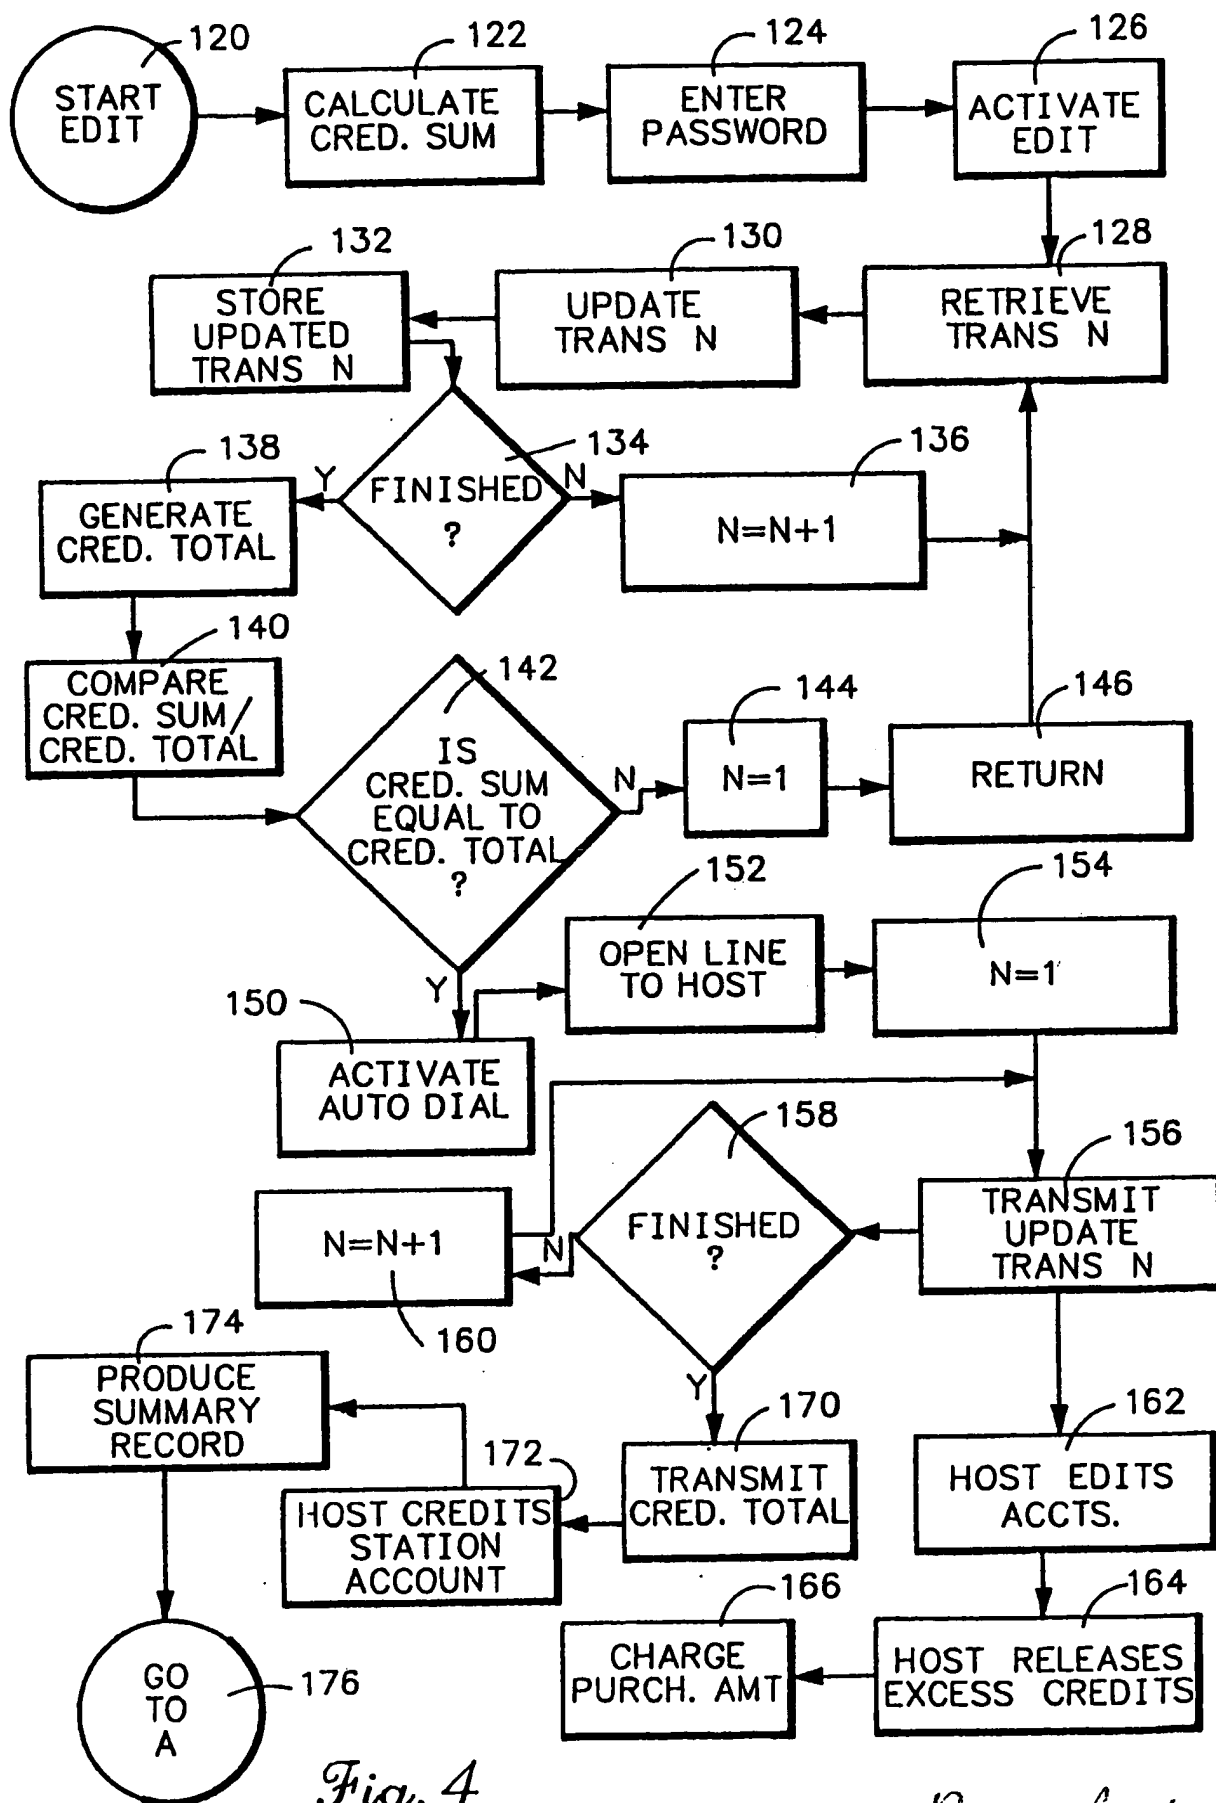 120
START
EDIT
122
CALCULATE
CRED. SUM
124
ENTER
PASSWORD
126
ACTIVATE
EDIT
132
STORE
UPDATED
TRANS N
130
UPDATE
TRANS N
128
RETRIEVE
TRANS N
138
GENERATE
CRED. TOTAL
Y
134
FINISHED
?
N
136
N=N+1
140
COMPARE
CRED. SUM/
CRED. TOTAL
142
IS
CRED. SUM
EQUAL TO
CRED. TOTAL
?
N
Y
144
N=1
146
RETURN
150
ACTIVATE
AUTO DIAL
152
OPEN LINE
TO HOST
154
N=1
156
TRANSMIT
UPDATE
TRANS N
158
FINISHED
?
N
Y
N=N+1
160
174
PRODUCE
SUMMARY
RECORD
172
HOST CREDITS
STATION
ACCOUNT
170
TRANSMIT
CRED. TOTAL
162
HOST EDITS
ACCTS.
166
CHARGE
PURCH. AMT
164
HOST RELEASES
EXCESS CREDITS
GO
TO
A
176
Fig. 4